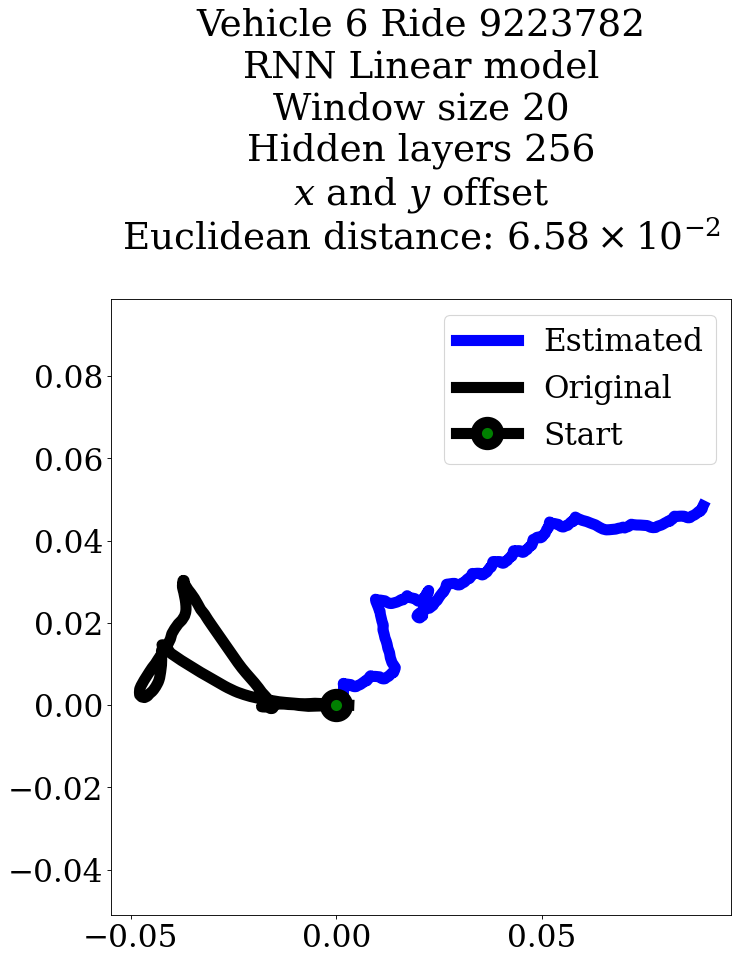 Vehicle 6 Ride 9223782
RNN Linear model
Window size 20
Hidden layers 256
x and y offset
Euclidean distance: 6.58 × 10⁻²
Estimated
Original
Start
0.08
0.06
0.04
0.02
0.00
−0.02
−0.04
−0.05 0.00 0.05